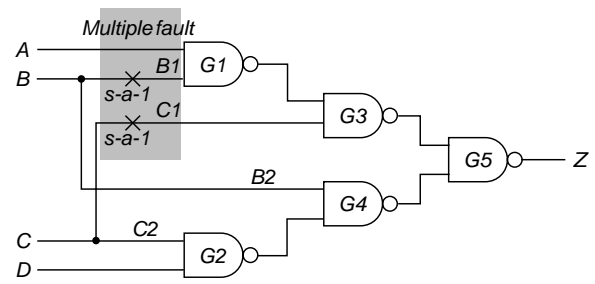 Multiple fault
A
B1
G1
B
s-a-1
C1
s-a-1
G3
G5
Z
B2
G4
C
C2
G2
D